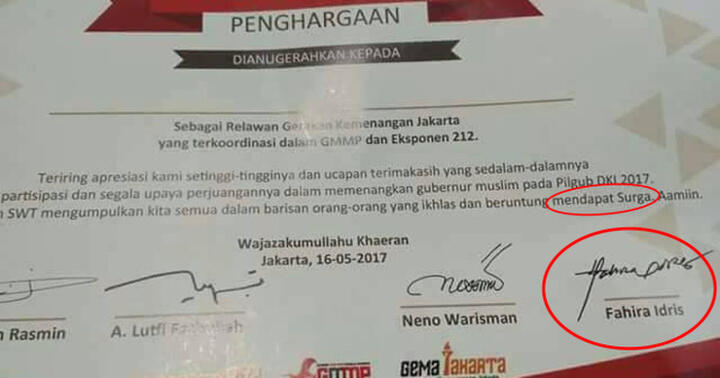 PENGHARGAAN
DIANUGERAHKAN KEPADA
Sebagai Relawan Gerakan Kemenangan Jakarta
yang terkoordinasi dalam GMMP dan Eksponen 212.
Teriring apresiasi kami setinggi-tingginya dan ucapan terimakasih yang sedalam-dalamnya
partisipasi dan segala upaya perjuangannya dalam memenangkan gubernur muslim pada Pilgub DKI 2017.
SWT mengumpulkan kita semua dalam barisan orang-orang yang ikhlas dan beruntung mendapat Surga. Aamiin.
Wajazakumullahu Khaeran
Jakarta, 16-05-2017
Rasmin
A. Lutfi
Neno Warisman
Fahira Idris
GMMP
GEMA JAKARTA